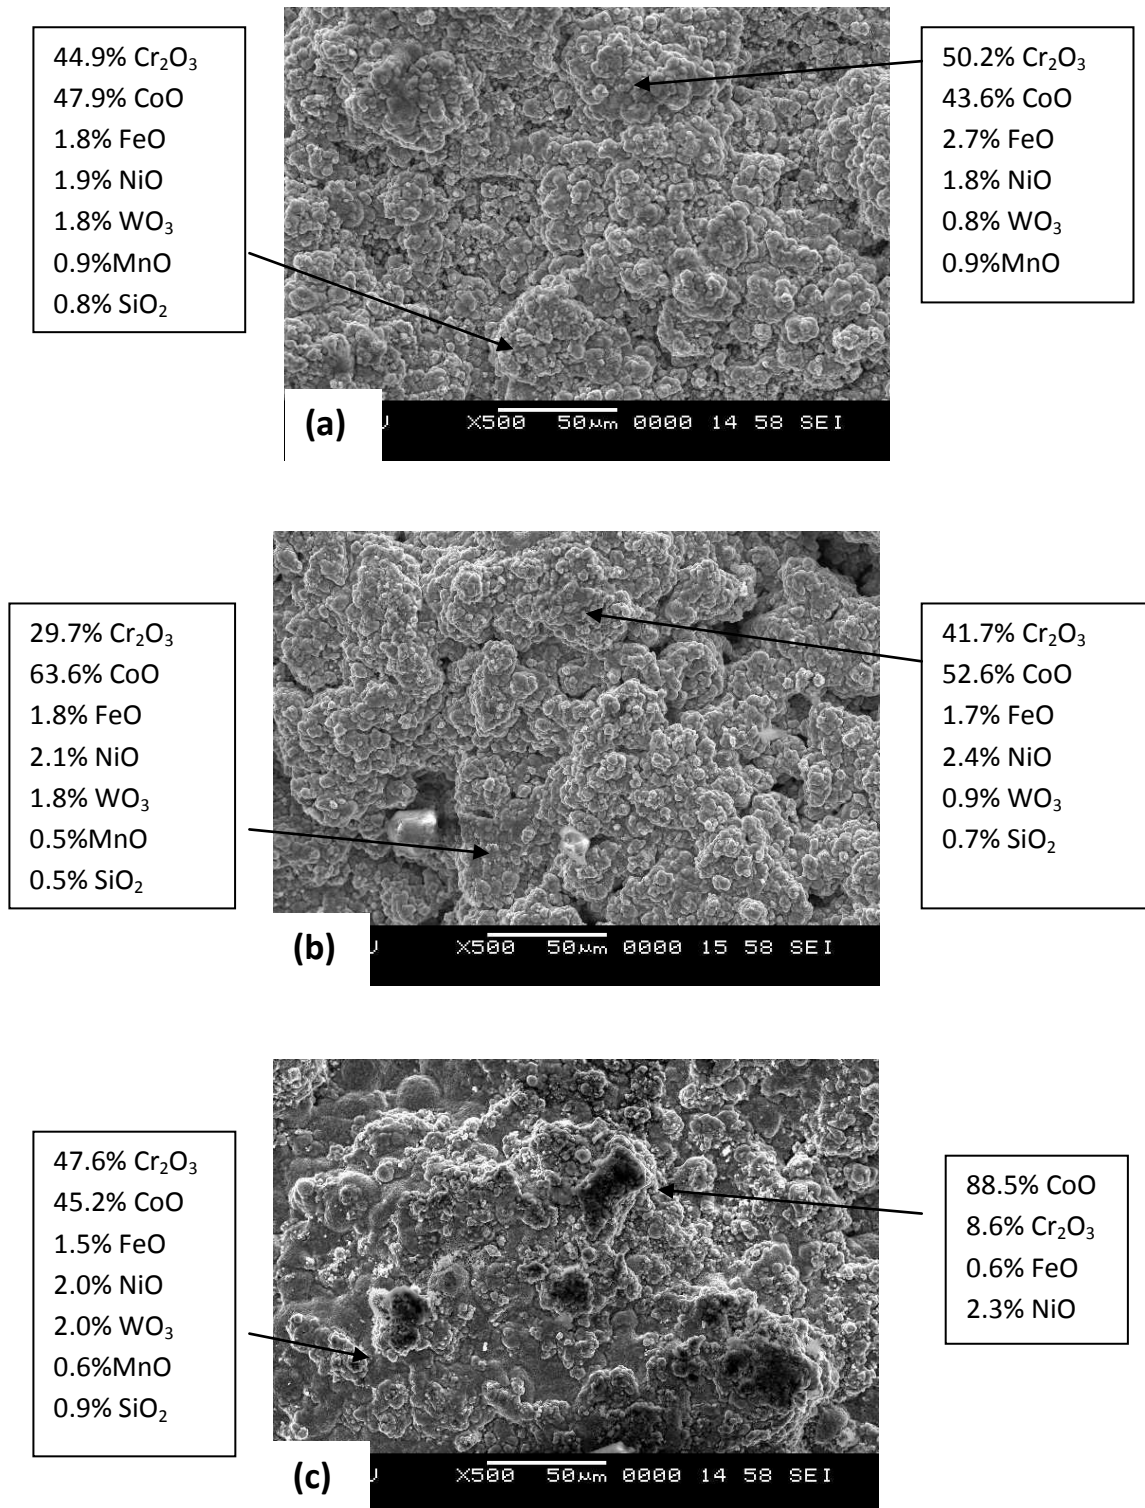 44.9% Cr₂O₃
47.9% CoO
1.8% FeO
1.9% NiO
1.8% WO₃
0.9%MnO
0.8% SiO₂
50.2% Cr₂O₃
43.6% CoO
2.7% FeO
1.8% NiO
0.8% WO₃
0.9%MnO
(a)
X500 50µm 0000 14 58 SEI
29.7% Cr₂O₃
63.6% CoO
1.8% FeO
2.1% NiO
1.8% WO₃
0.5%MnO
0.5% SiO₂
41.7% Cr₂O₃
52.6% CoO
1.7% FeO
2.4% NiO
0.9% WO₃
0.7% SiO₂
(b)
X500 50µm 0000 15 58 SEI
47.6% Cr₂O₃
45.2% CoO
1.5% FeO
2.0% NiO
2.0% WO₃
0.6%MnO
0.9% SiO₂
88.5% CoO
8.6% Cr₂O₃
0.6% FeO
2.3% NiO
(c)
X500 50µm 0000 14 58 SEI